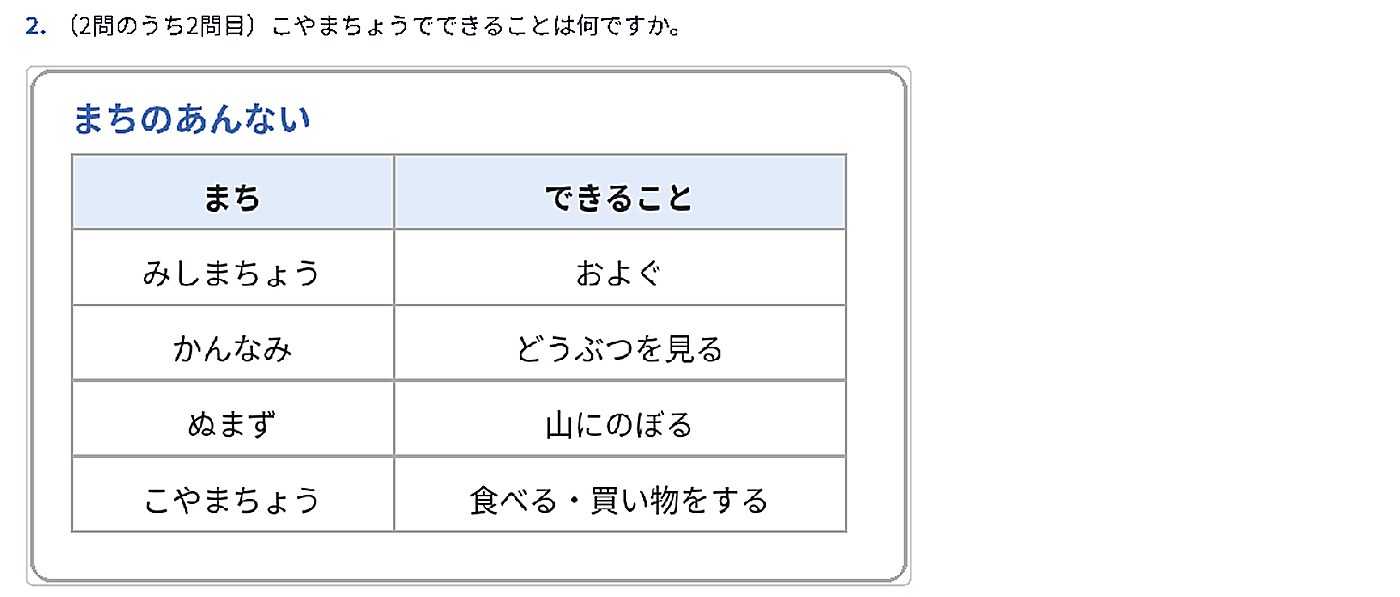 2. （2問のうち2問目）こやまちょうでできることは何ですか。
まちのあんない
まち できること
みしまちょう およぐ
かんなみ どうぶつを見る
ぬまず 山にのぼる
こやまちょう 食べる・買い物をする